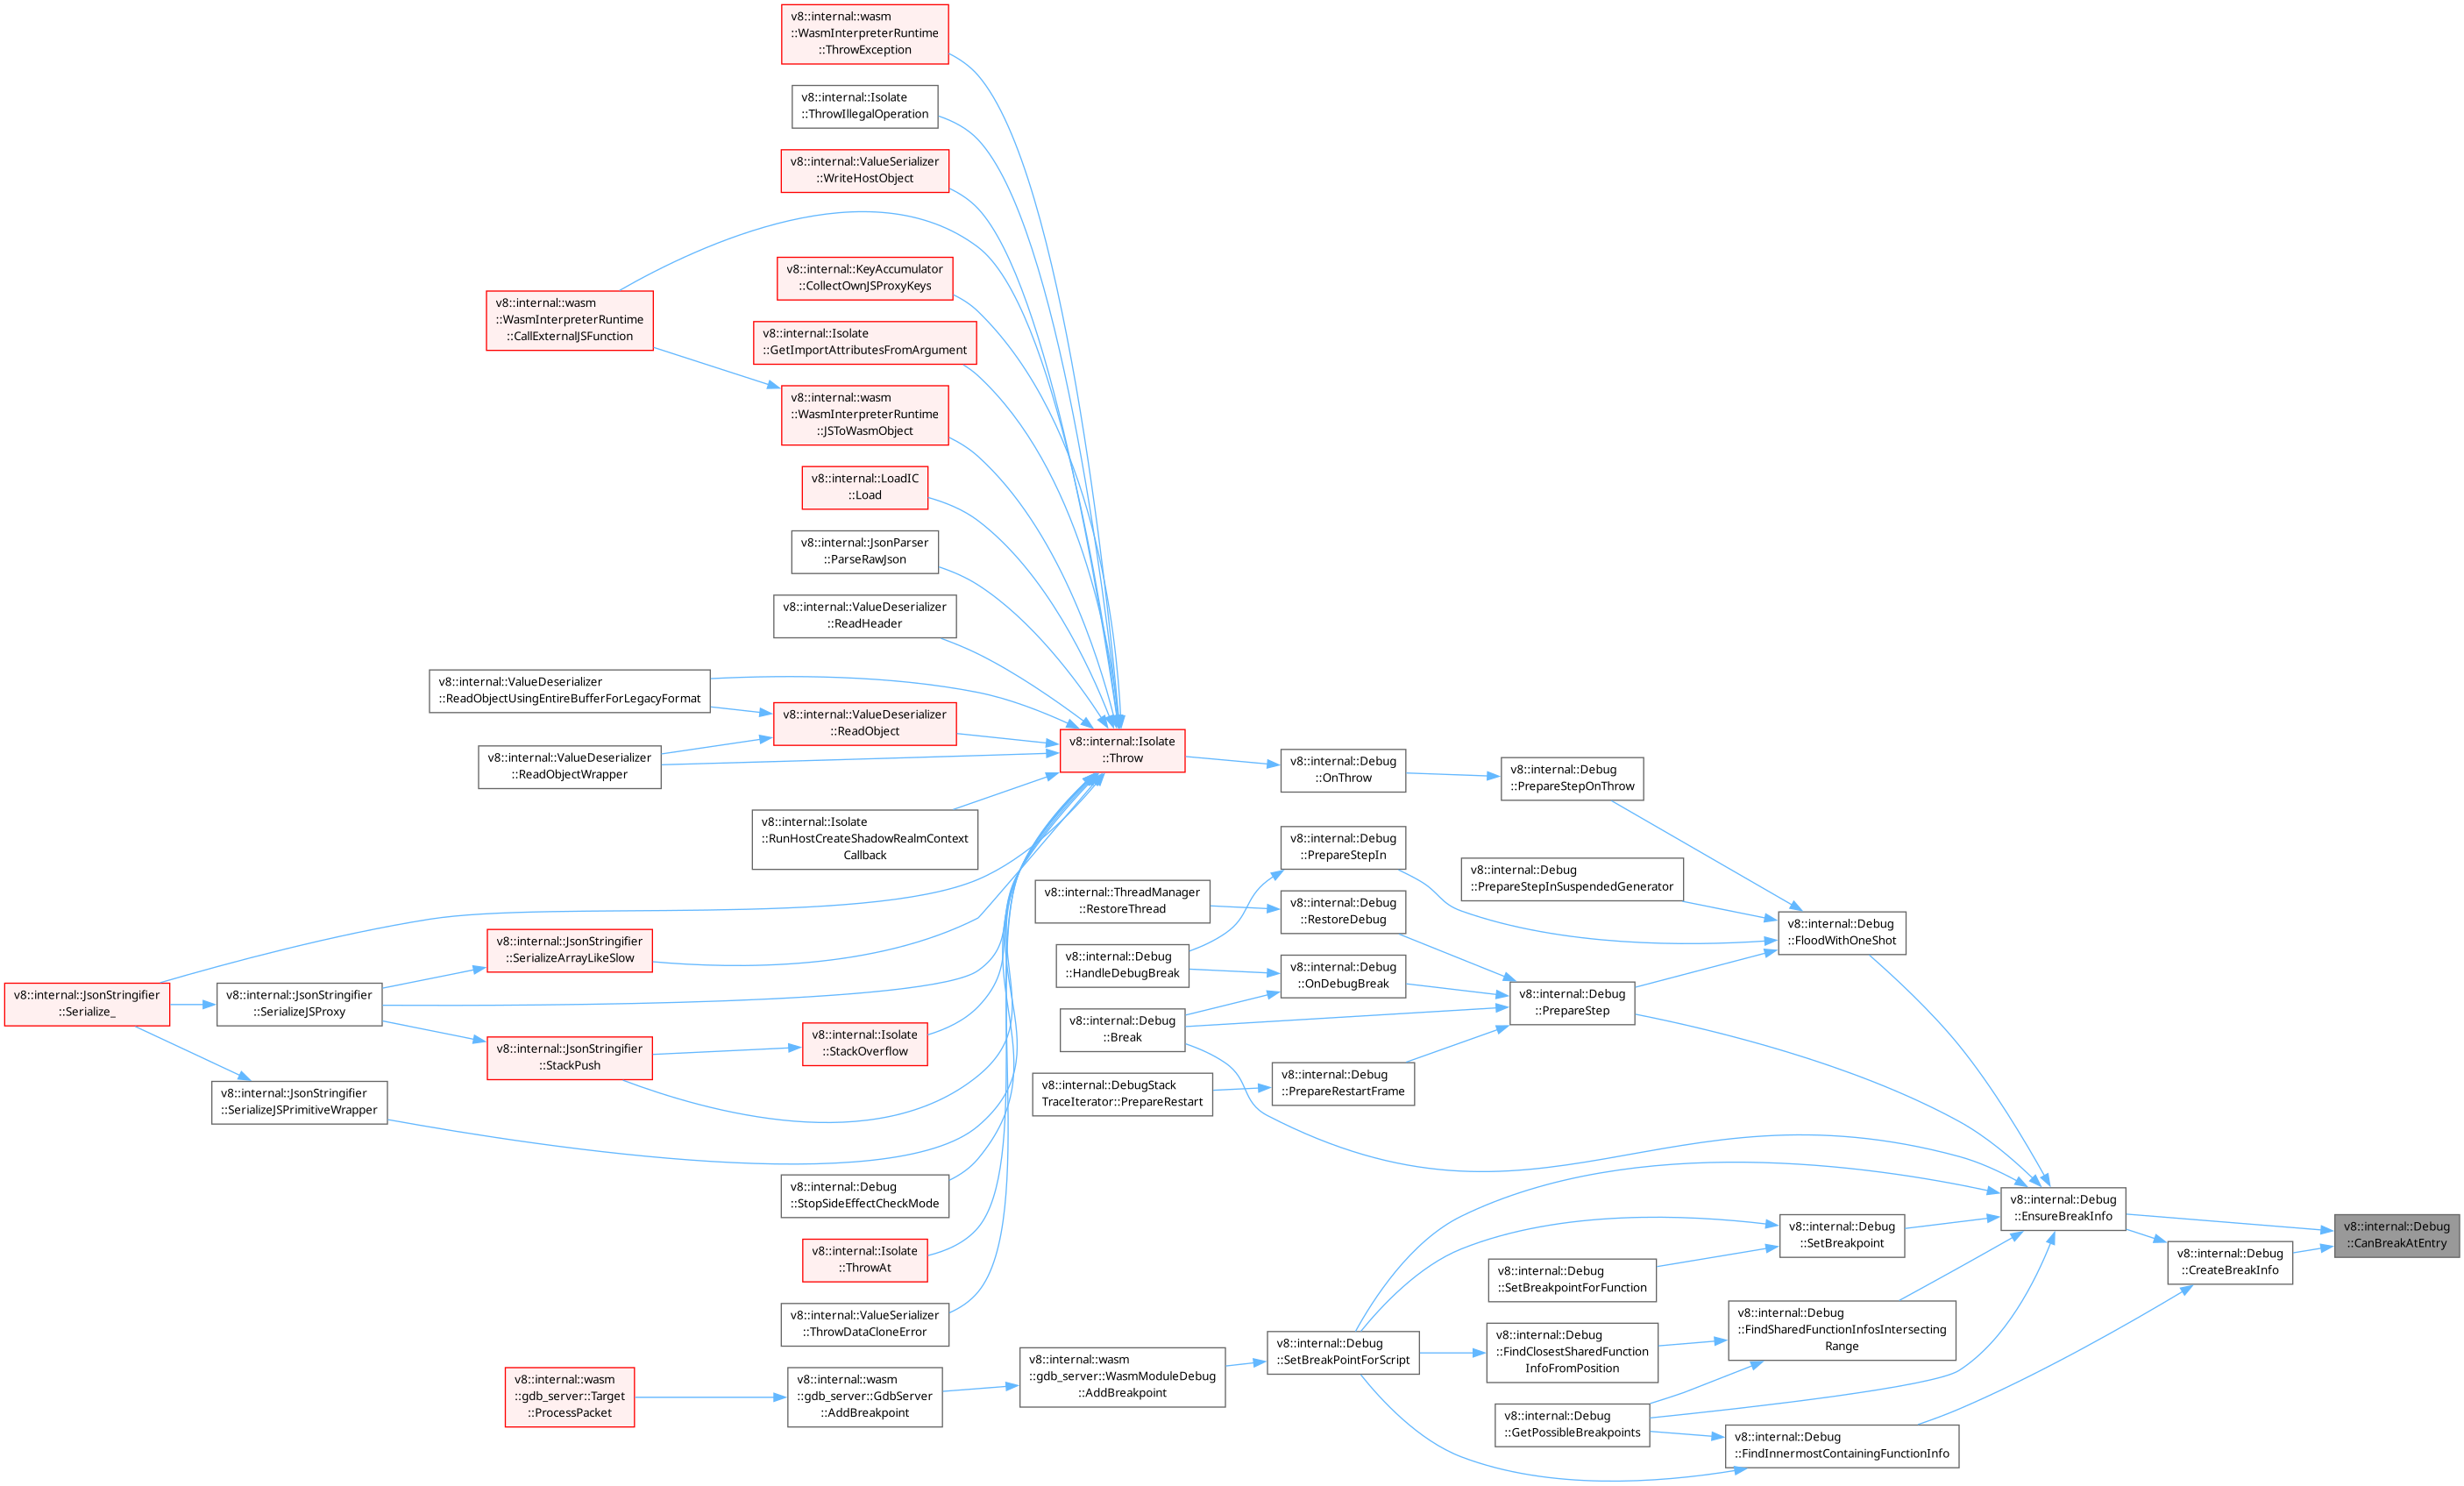 v8::internal::wasm
::WasmInterpreterRuntime
::ThrowException
v8::internal::Isolate
::ThrowIllegalOperation
v8::internal::ValueSerializer
::WriteHostObject
v8::internal::KeyAccumulator
::CollectOwnJSProxyKeys
v8::internal::wasm
::WasmInterpreterRuntime
::CallExternalJSFunction
v8::internal::Isolate
::GetImportAttributesFromArgument
v8::internal::wasm
::WasmInterpreterRuntime
::JSToWasmObject
v8::internal::LoadIC
::Load
v8::internal::JsonParser
::ParseRawJson
v8::internal::ValueDeserializer
::ReadHeader
v8::internal::ValueDeserializer
::ReadObjectUsingEntireBufferForLegacyFormat
v8::internal::ValueDeserializer
::ReadObject
v8::internal::ValueDeserializer
::ReadObjectWrapper
v8::internal::Isolate
::Throw
v8::internal::Debug
::OnThrow
v8::internal::Debug
::PrepareStepOnThrow
v8::internal::Isolate
::RunHostCreateShadowRealmContext
Callback
v8::internal::Debug
::PrepareStepIn
v8::internal::Debug
::PrepareStepInSuspendedGenerator
v8::internal::ThreadManager
::RestoreThread
v8::internal::Debug
::RestoreDebug
v8::internal::Debug
::FloodWithOneShot
v8::internal::JsonStringifier
::SerializeArrayLikeSlow
v8::internal::Debug
::HandleDebugBreak
v8::internal::Debug
::OnDebugBreak
v8::internal::JsonStringifier
::Serialize_
v8::internal::JsonStringifier
::SerializeJSProxy
v8::internal::Debug
::PrepareStep
v8::internal::Isolate
::StackOverflow
v8::internal::Debug
::Break
v8::internal::JsonStringifier
::StackPush
v8::internal::JsonStringifier
::SerializeJSPrimitiveWrapper
v8::internal::DebugStack
TraceIterator::PrepareRestart
v8::internal::Debug
::PrepareRestartFrame
v8::internal::Debug
::StopSideEffectCheckMode
v8::internal::Debug
::EnsureBreakInfo
v8::internal::Debug
::SetBreakpoint
v8::internal::Debug
::CanBreakAtEntry
v8::internal::Debug
::CreateBreakInfo
v8::internal::Isolate
::ThrowAt
v8::internal::Debug
::SetBreakpointForFunction
v8::internal::ValueSerializer
::ThrowDataCloneError
v8::internal::Debug
::FindSharedFunctionInfosIntersecting
Range
v8::internal::Debug
::SetBreakPointForScript
v8::internal::Debug
::FindClosestSharedFunction
InfoFromPosition
v8::internal::wasm
::gdb_server::Target
::ProcessPacket
v8::internal::wasm
::gdb_server::GdbServer
::AddBreakpoint
v8::internal::wasm
::gdb_server::WasmModuleDebug
::AddBreakpoint
v8::internal::Debug
::GetPossibleBreakpoints
v8::internal::Debug
::FindInnermostContainingFunctionInfo